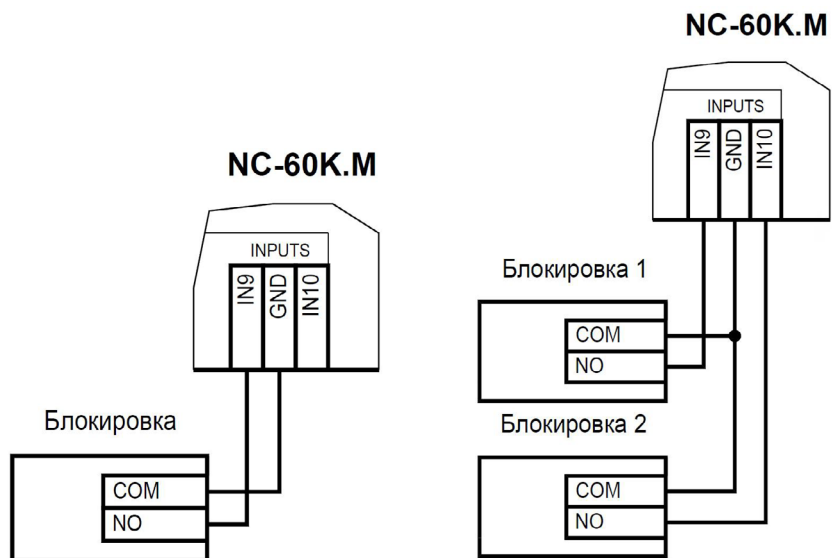 NC-60K.M
INPUTS
IN9
GND
IN10
Блокировка
COM
NO
NC-60K.M
INPUTS
IN9
GND
IN10
Блокировка 1
COM
NO
Блокировка 2
COM
NO